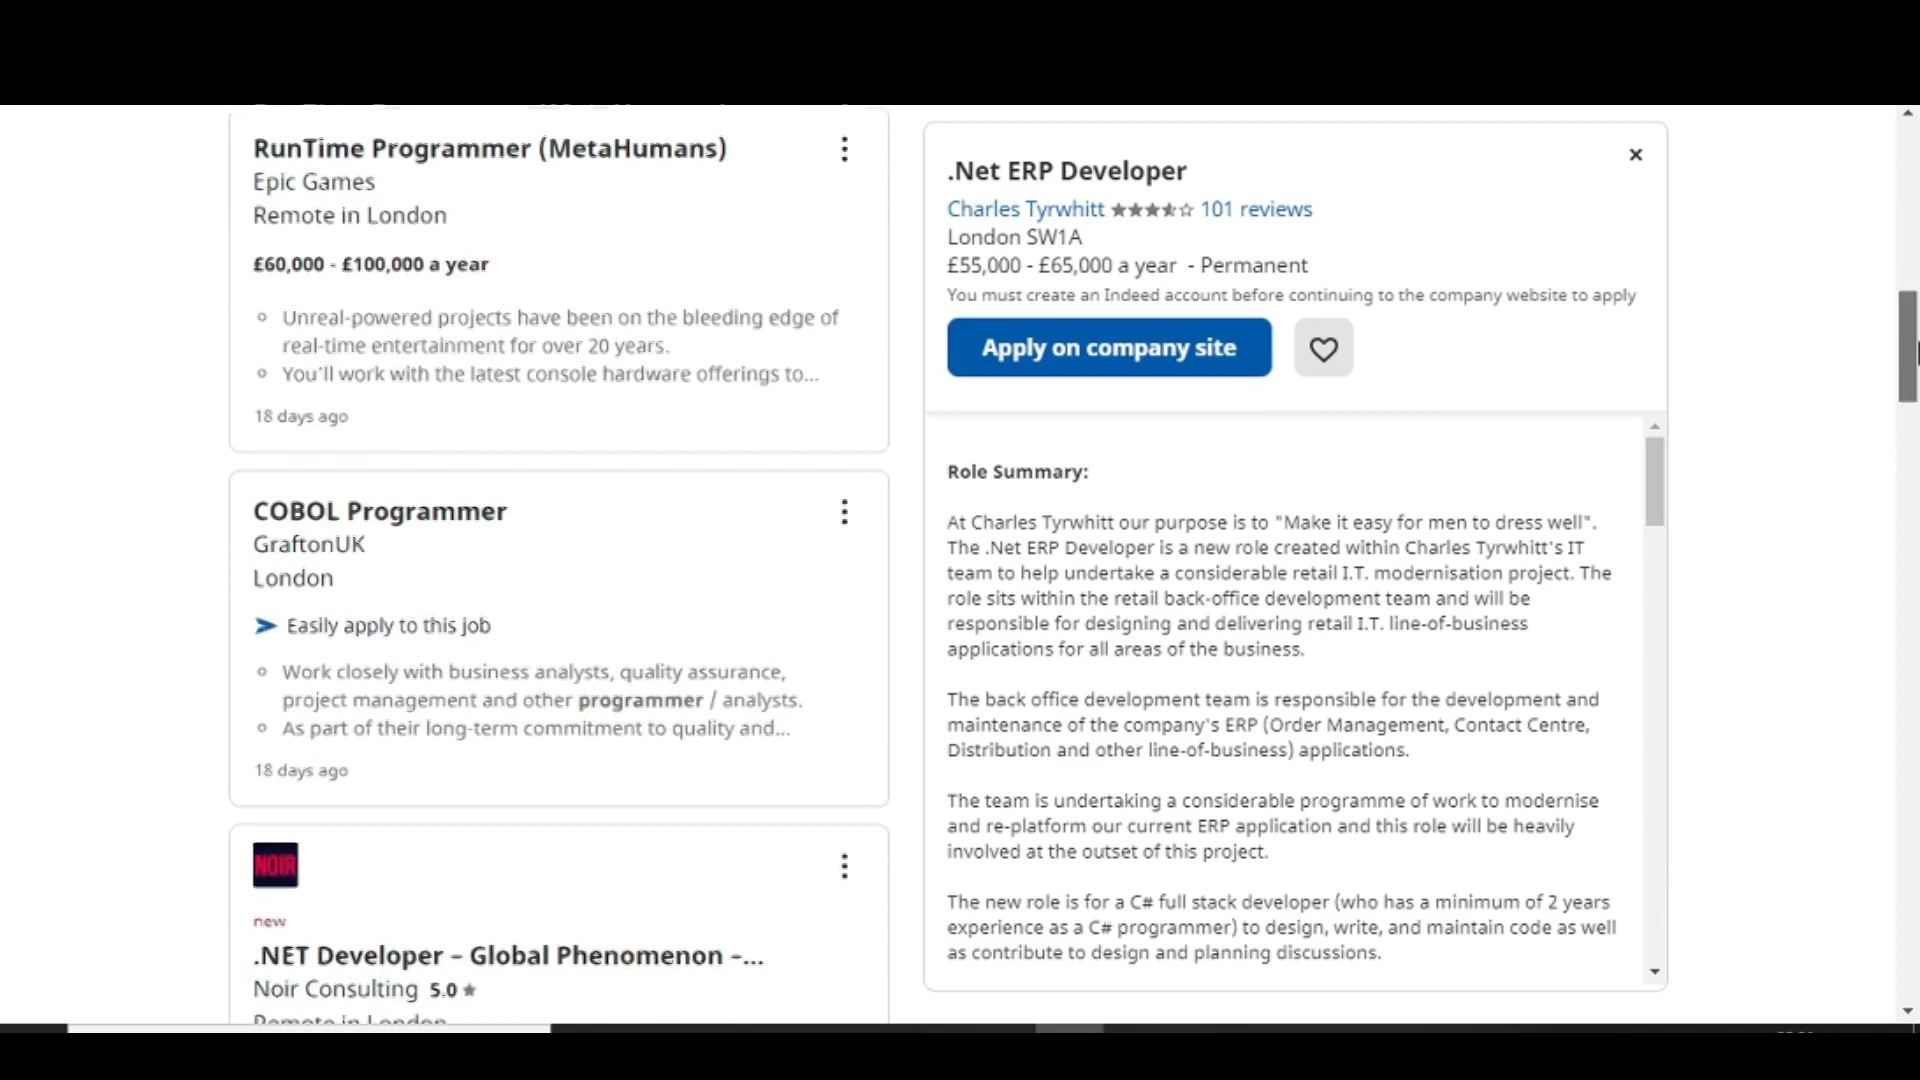 RunTime Programmer (MetaHumans)
Epic Games
Remote in London
£60,000 - £100,000 a year
Unreal-powered projects have been on the bleeding edge of
real-time entertainment for over 20 years.
You'll work with the latest console hardware offerings to...
18 days ago
COBOL Programmer
GraftonUK
London
Easily apply to this job
Work closely with business analysts, quality assurance,
project management and other programmer / analysts.
As part of their long-term commitment to quality and...
18 days ago
NOIR
new
.NET Developer – Global Phenomenon –...
Noir Consulting 5.0
Remote in London
.Net ERP Developer
Charles Tyrwhitt 101 reviews
London SW1A
£55,000 - £65,000 a year - Permanent
You must create an Indeed account before continuing to the company website to apply
Apply on company site
Role Summary:
At Charles Tyrwhitt our purpose is to "Make it easy for men to dress well".
The .Net ERP Developer is a new role created within Charles Tyrwhitt's IT
team to help undertake a considerable retail I.T. modernisation project. The
role sits within the retail back-office development team and will be
responsible for designing and delivering retail I.T. line-of-business
applications for all areas of the business.
The back office development team is responsible for the development and
maintenance of the company's ERP (Order Management, Contact Centre,
Distribution and other line-of-business) applications.
The team is undertaking a considerable programme of work to modernise
and re-platform our current ERP application and this role will be heavily
involved at the outset of this project.
The new role is for a C# full stack developer (who has a minimum of 2 years
experience as a C# programmer) to design, write, and maintain code as well
as contribute to design and planning discussions.